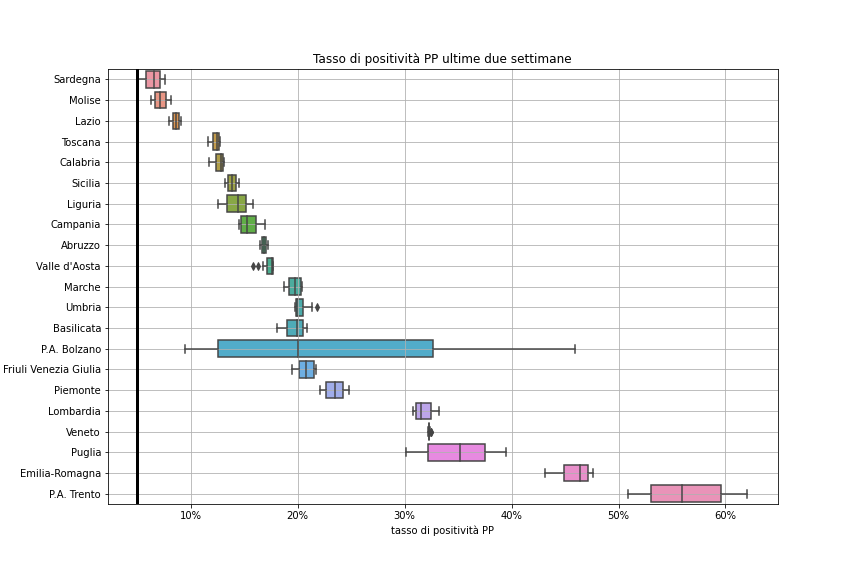 Tasso di positività PP ultime due settimane
Sardegna
Molise
Lazio
Toscana
Calabria
Sicilia
Liguria
Campania
Abruzzo
Valle d'Aosta
Marche
Umbria
Basilicata
P.A. Bolzano
Friuli Venezia Giulia
Piemonte
Lombardia
Veneto
Puglia
Emilia-Romagna
P.A. Trento
10% 20% 30% 40% 50% 60%
tasso di positività PP